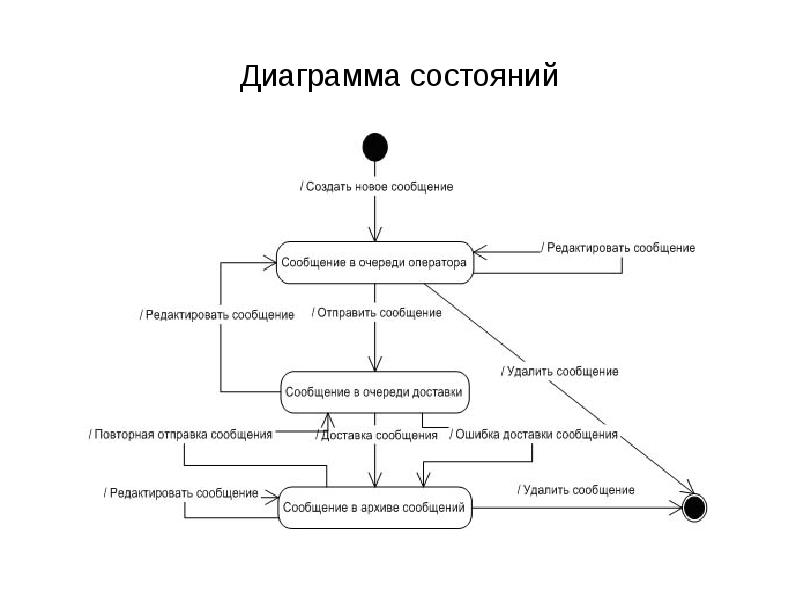 Диаграмма состояний
/ Создать новое сообщение
/ Редактировать сообщение
Сообщение в очереди оператора
/ Редактировать сообщение
/ Отправить сообщение
/ Удалить сообщение
Сообщение в очереди доставки
/ Повторная отправка сообщения
/ Доставка сообщения
/ Ошибка доставки сообщения
/ Редактировать сообщение
/ Удалить сообщение
Сообщение в архиве сообщений